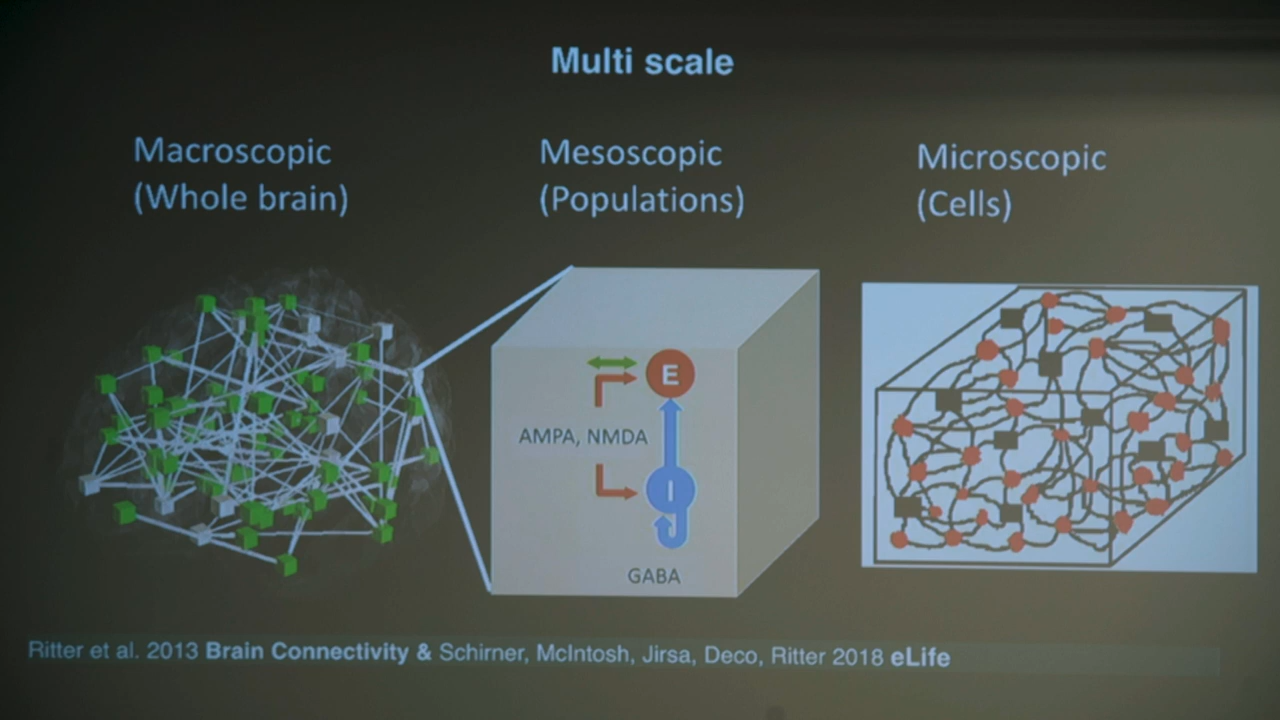 Multi scale
Macroscopic
(Whole brain)
Mesoscopic
(Populations)
Microscopic
(Cells)
E
AMPA, NMDA
I
GABA
Ritter et al. 2013 Brain Connectivity & Schirner, McIntosh, Jirsa, Deco, Ritter 2018 eLife